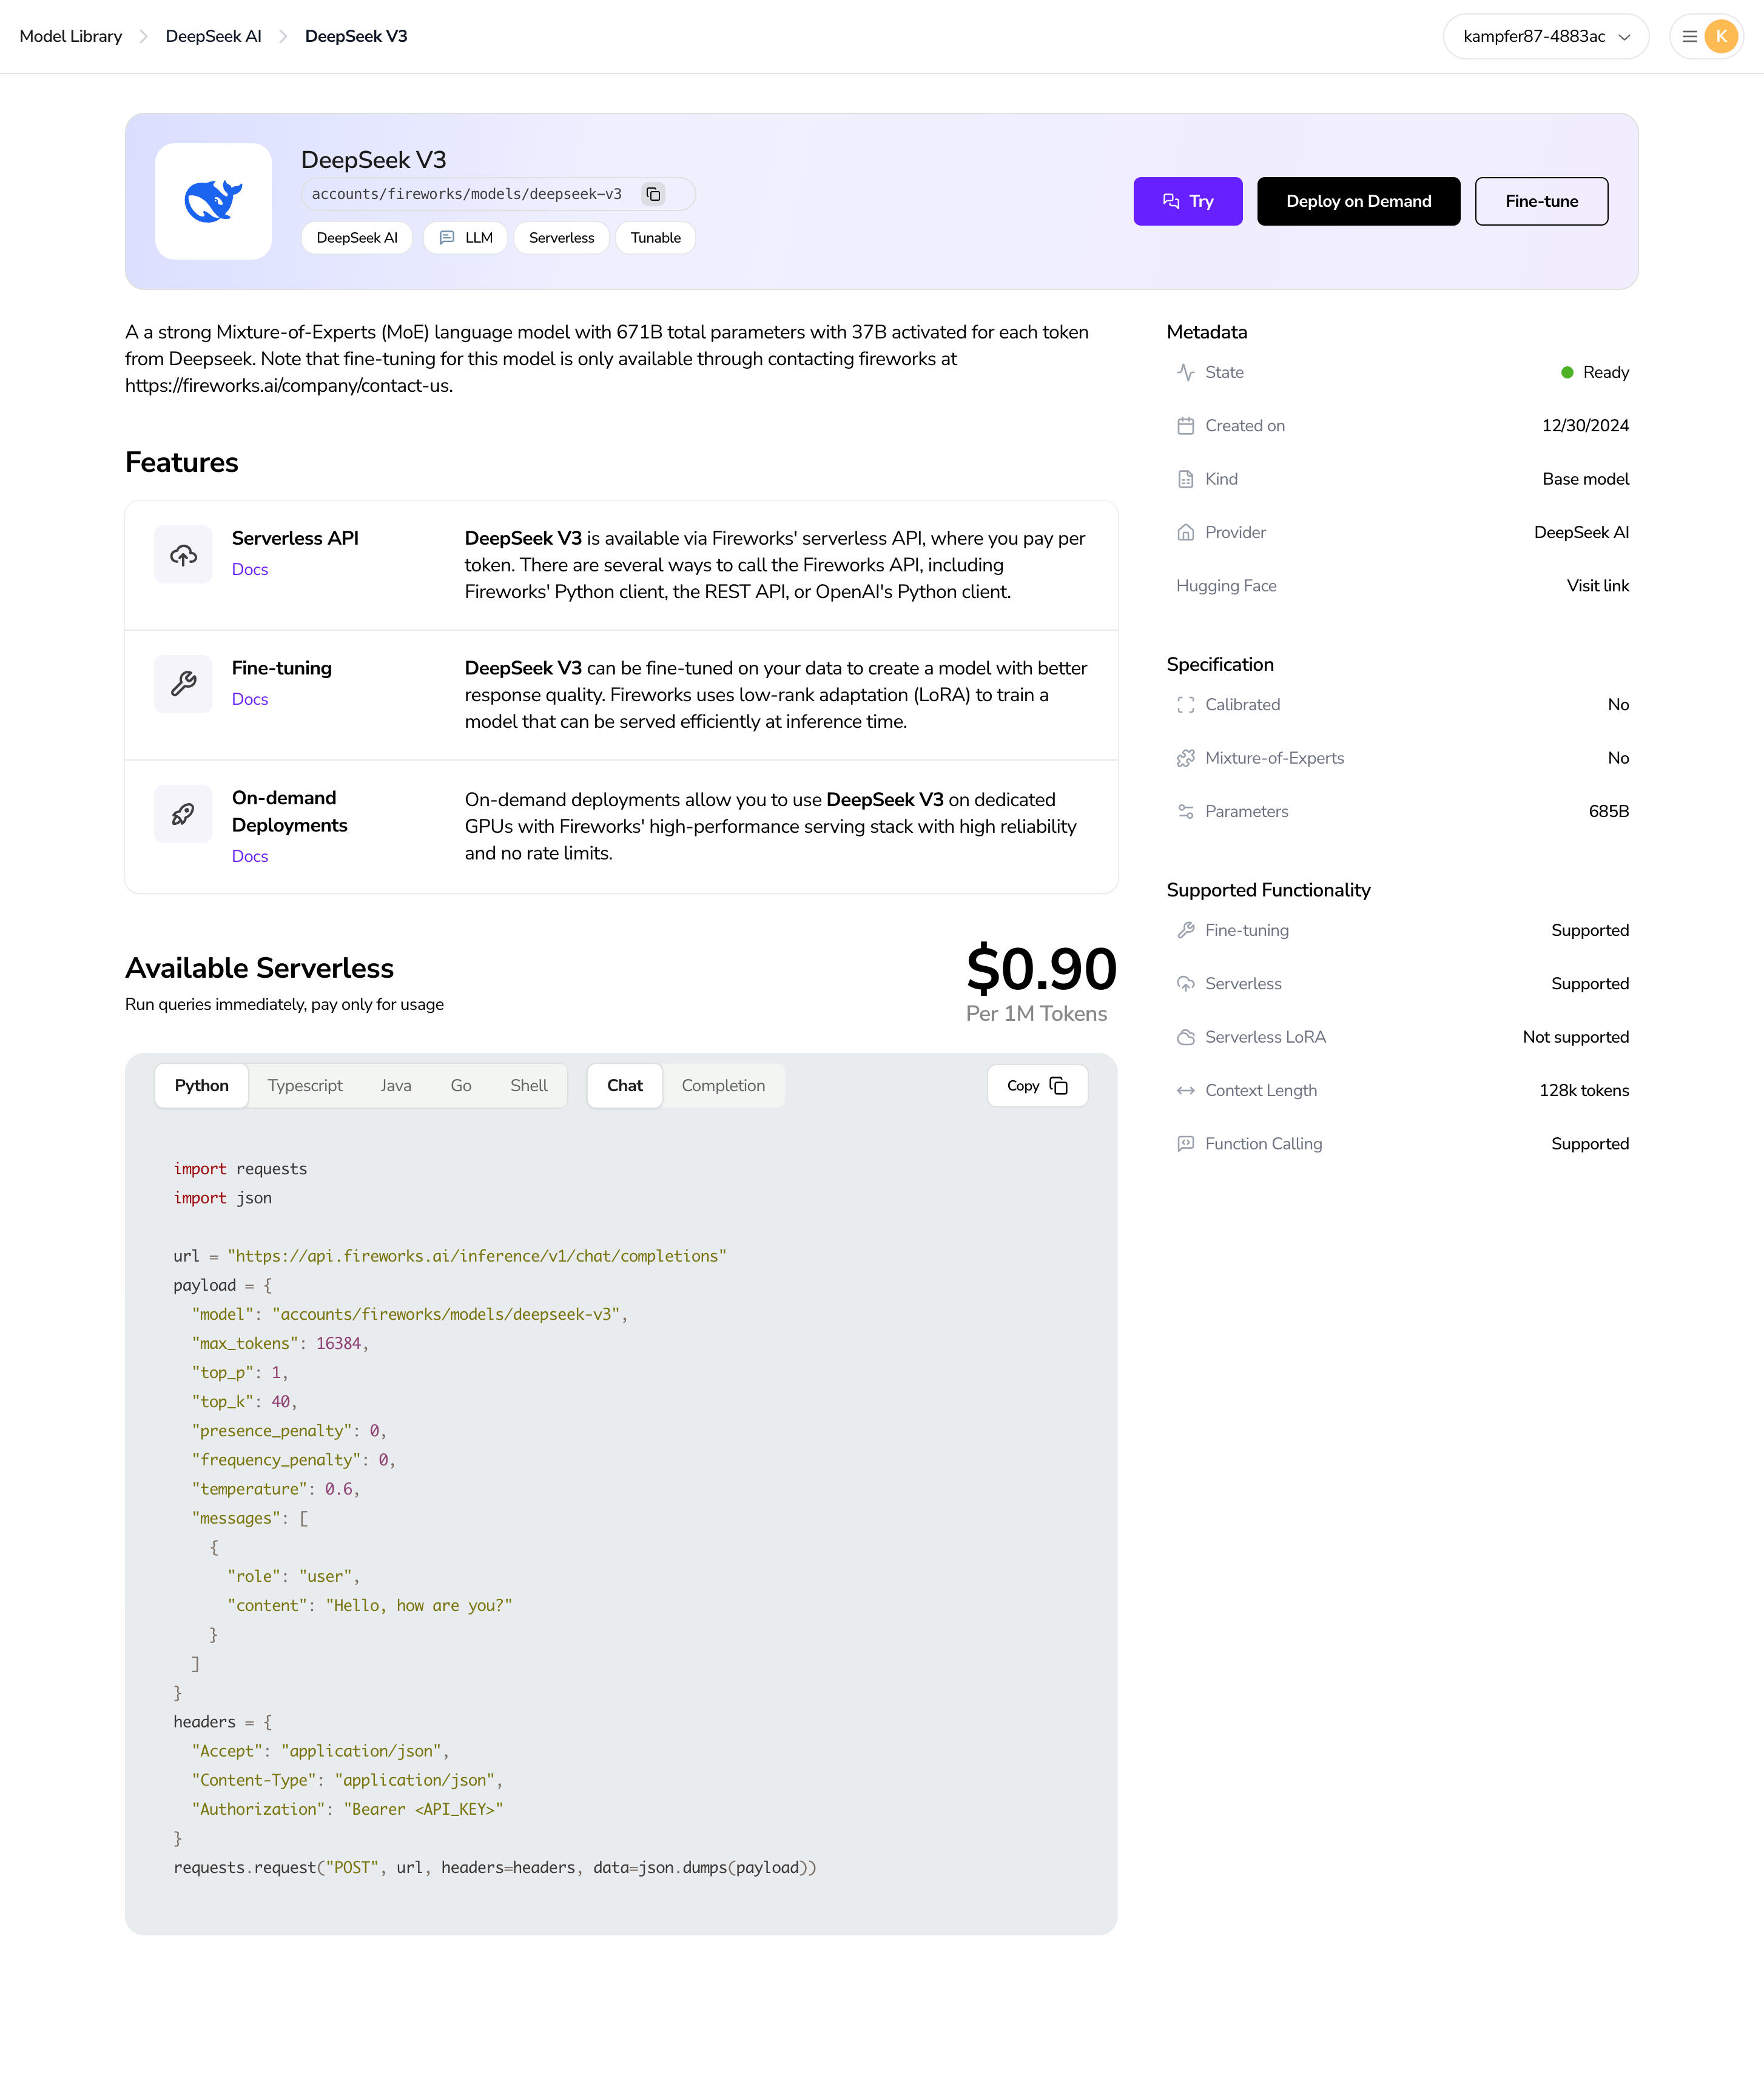 Model Library
DeepSeek AI
DeepSeek V3
kampfer87-4883ac
K
DeepSeek V3
accounts/fireworks/models/deepseek-v3
DeepSeek AI
LLM
Serverless
Tunable
Try
Deploy on Demand
Fine-tune
A a strong Mixture-of-Experts (MoE) language model with 671B total parameters with 37B activated for each token
from Deepseek. Note that fine-tuning for this model is only available through contacting fireworks at
https://fireworks.ai/company/contact-us.
Features
Serverless API
Docs
DeepSeek V3 is available via Fireworks' serverless API, where you pay per
token. There are several ways to call the Fireworks API, including
Fireworks' Python client, the REST API, or OpenAI's Python client.
Fine-tuning
Docs
DeepSeek V3 can be fine-tuned on your data to create a model with better
response quality. Fireworks uses low-rank adaptation (LoRA) to train a
model that can be served efficiently at inference time.
On-demand
Deployments
Docs
On-demand deployments allow you to use DeepSeek V3 on dedicated
GPUs with Fireworks' high-performance serving stack with high reliability
and no rate limits.
Available Serverless
Run queries immediately, pay only for usage
$0.90
Per 1M Tokens
Python
Typescript
Java
Go
Shell
Chat
Completion
Copy
import requests
import json
url = "https://api.fireworks.ai/inference/v1/chat/completions"
payload = {
  "model": "accounts/fireworks/models/deepseek-v3",
  "max_tokens": 16384,
  "top_p": 1,
  "top_k": 40,
  "presence_penalty": 0,
  "frequency_penalty": 0,
  "temperature": 0.6,
  "messages": [
    {
      "role": "user",
      "content": "Hello, how are you?"
    }
  ]
}
headers = {
  "Accept": "application/json",
  "Content-Type": "application/json",
  "Authorization": "Bearer <API_KEY>"
}
requests.request("POST", url, headers=headers, data=json.dumps(payload))
Metadata
State
Ready
Created on
12/30/2024
Kind
Base model
Provider
DeepSeek AI
Hugging Face
Visit link
Specification
Calibrated
No
Mixture-of-Experts
No
Parameters
685B
Supported Functionality
Fine-tuning
Supported
Serverless
Supported
Serverless LoRA
Not supported
Context Length
128k tokens
Function Calling
Supported